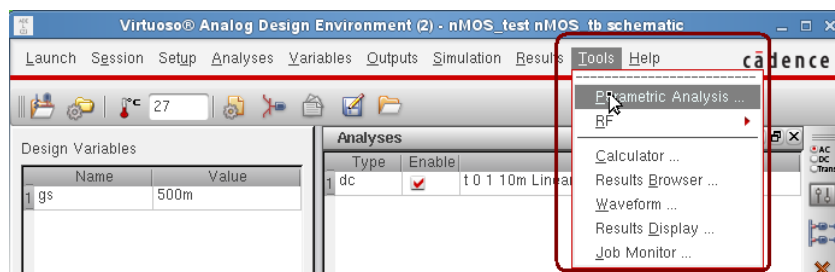 Virtuoso® Analog Design Environment (2) - nMOS_test nMOS_tb schematic
Launch Session Setup Analyses Variables Outputs Simulation Results Tools Help cādence
Parametric Analysis ...
°C 27
RF
Design Variables
Analyses
Name Value
Type Enable
1 gs 500m
1 dc t 0 1 10m Linear
Calculator ...
Results Browser ...
Waveform ...
Results Display ...
Job Monitor ...
AC
DC
Trans